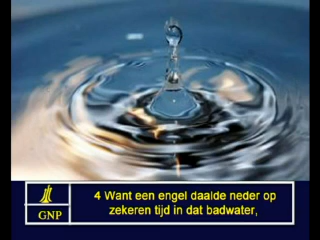 4 Want een engel daalde neder op
zekeren tijd in dat badwater,
GNP